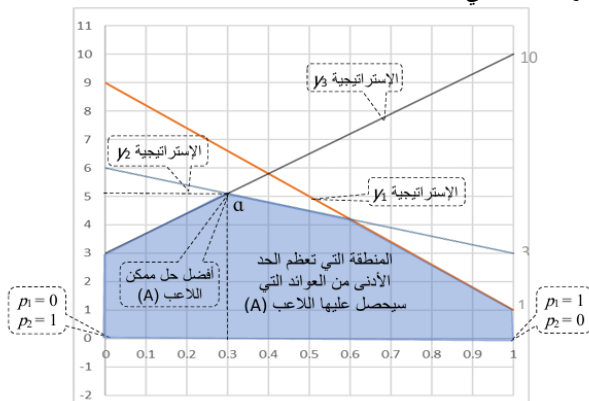 11
10
9
8
7
6
5
4
3
2
1
0
-1
-2
0 0.1 0.2 0.3 0.4 0.5 0.6 0.7 0.8 0.9 1
10
3
1
الإستراتيجية y₃
الإستراتيجية y₂
الإستراتيجية y₁
α
أفضل حل ممكن
اللاعب (A)
المنطقة التي تعظم الحد
الأدنى من العوائد التي
سيحصل عليها اللاعب (A)
p₁ = 0
p₂ = 1
p₁ = 1
p₂ = 0